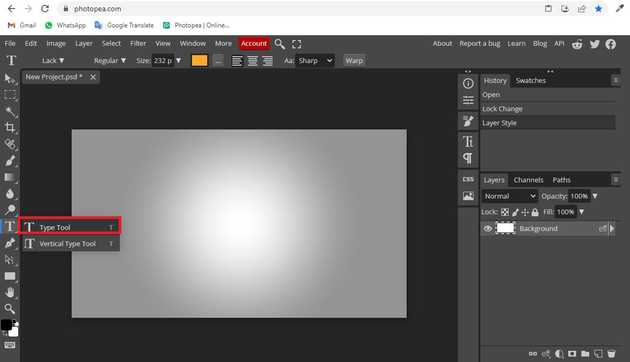 photopea.com
Gmail WhatsApp Google Translate Photopea | Online...
File Edit Image Layer Select Filter View Window More Account About Report a bug Learn Blog API
T Lack Regular Size: 232 p ... Aa: Sharp Warp
New Project.psd *
History Swatches
Open
Lock Change
Layer Style
CSS
Layers Channels Paths
Normal Opacity: 100%
Lock: Fill: 100%
Background eff
T Type Tool T
T Vertical Type Tool T